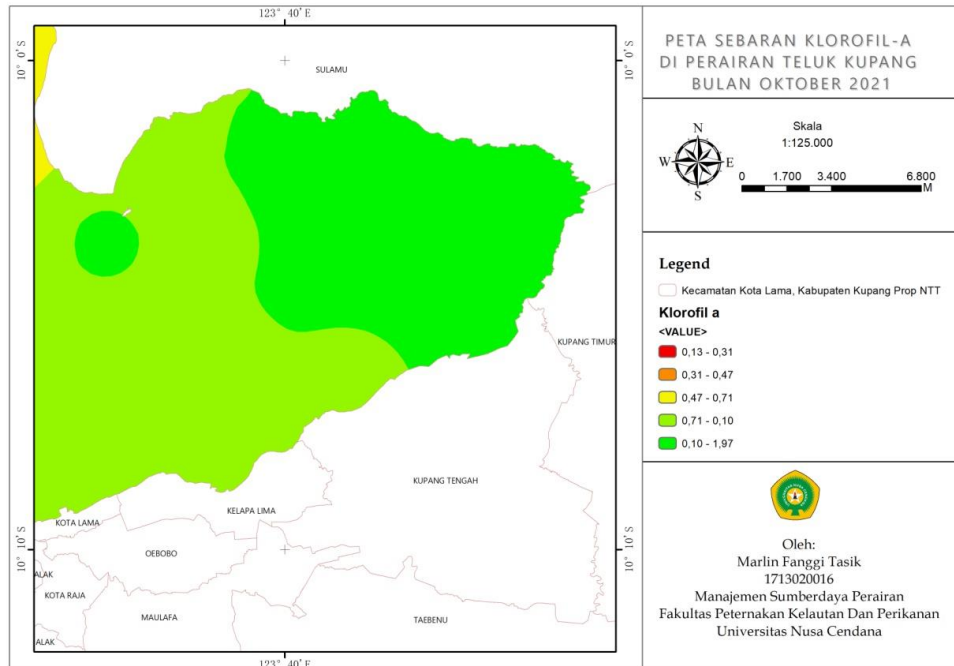 123° 40' E
10° 0' S
10° 0' S
SULAMU
KUPANG TIMUR
KUPANG TENGAH
KELAPA LIMA
KOTA LAMA
OEBOBO
10° 10' S
10° 10' S
ALAK
KOTA RAJA
MAULAFA
TAEBENU
ALAK
123° 40' E
PETA SEBARAN KLOROFIL-A
DI PERAIRAN TELUK KUPANG
BULAN OKTOBER 2021
N
W
E
S
Skala
1:125.000
0 1.700 3.400 6.800
M
Legend
Kecamatan Kota Lama, Kabupaten Kupang Prop NTT
Klorofil a
<VALUE>
0,13 - 0,31
0,31 - 0,47
0,47 - 0,71
0,71 - 0,10
0,10 - 1,97
Oleh:
Marlin Fanggi Tasik
1713020016
Manajemen Sumberdaya Perairan
Fakultas Peternakan Kelautan Dan Perikanan
Universitas Nusa Cendana